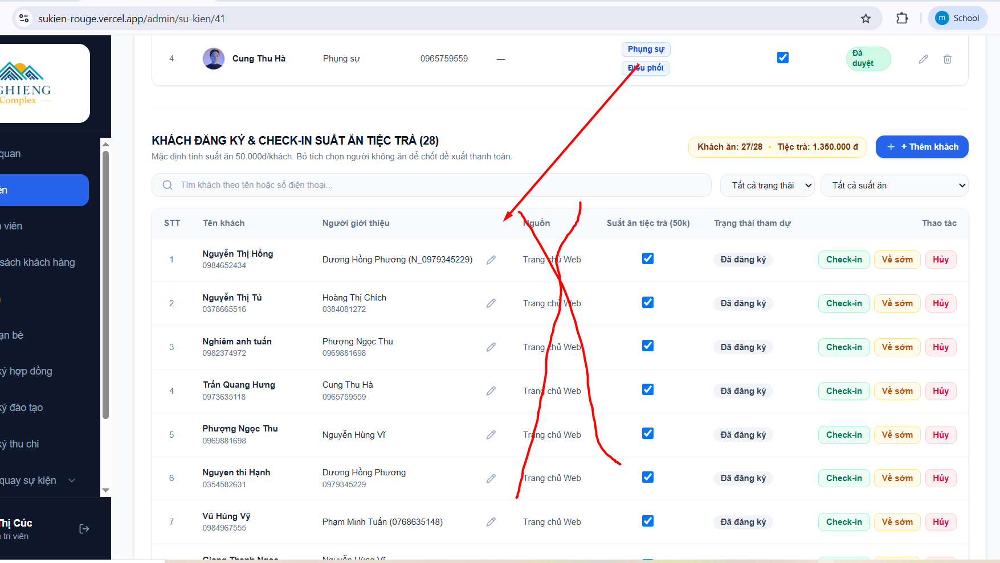 sukien-rouge.vercel.app/admin/su-kien/41
m School
GHIENG
Complex
quan
ên
viên
sách khách hàng
ạn bè
ký hợp đồng
ký đào tạo
ký thu chi
quay sự kiện
Thị Cúc
trị viên
4 Cung Thu Hà Phụng sự 0965759559 — Phụng sự Điều phối Đã duyệt
KHÁCH ĐĂNG KÝ & CHECK-IN SUẤT ĂN TIỆC TRÀ (28)
Mặc định tính suất ăn 50.000đ/khách. Bỏ tích chọn người không ăn để chốt đề xuất thanh toán.
Khách ăn: 27/28 • Tiệc trà: 1.350.000 đ
+ + Thêm khách
Tìm khách theo tên hoặc số điện thoại...
Tất cả trạng thái
Tất cả suất ăn
STT Tên khách Người giới thiệu Nguồn Suất ăn tiệc trà (50k) Trạng thái tham dự Thao tác
1 Nguyễn Thị Hồng 0984652434 Dương Hồng Phương (N_0979345229) Trang chủ Web Đã đăng ký Check-in Về sớm Hủy
2 Nguyễn Thị Tú 0378665516 Hoàng Thị Chích 0384081272 Trang chủ Web Đã đăng ký Check-in Về sớm Hủy
3 Nghiêm anh tuấn 0982374972 Phượng Ngọc Thu 0969881698 Trang chủ Web Đã đăng ký Check-in Về sớm Hủy
4 Trần Quang Hưng 0973635118 Cung Thu Hà 0965759559 Trang chủ Web Đã đăng ký Check-in Về sớm Hủy
5 Phượng Ngọc Thu 0969881698 Nguyễn Hùng Vĩ Trang chủ Web Đã đăng ký Check-in Về sớm Hủy
6 Nguyen thi Hạnh 0354582631 Dương Hồng Phương 0979345229 Trang chủ Web Đã đăng ký Check-in Về sớm Hủy
7 Vũ Hùng Vỹ 0984967555 Phạm Minh Tuấn (0768635148) Trang chủ Web Đã đăng ký Check-in Về sớm Hủy